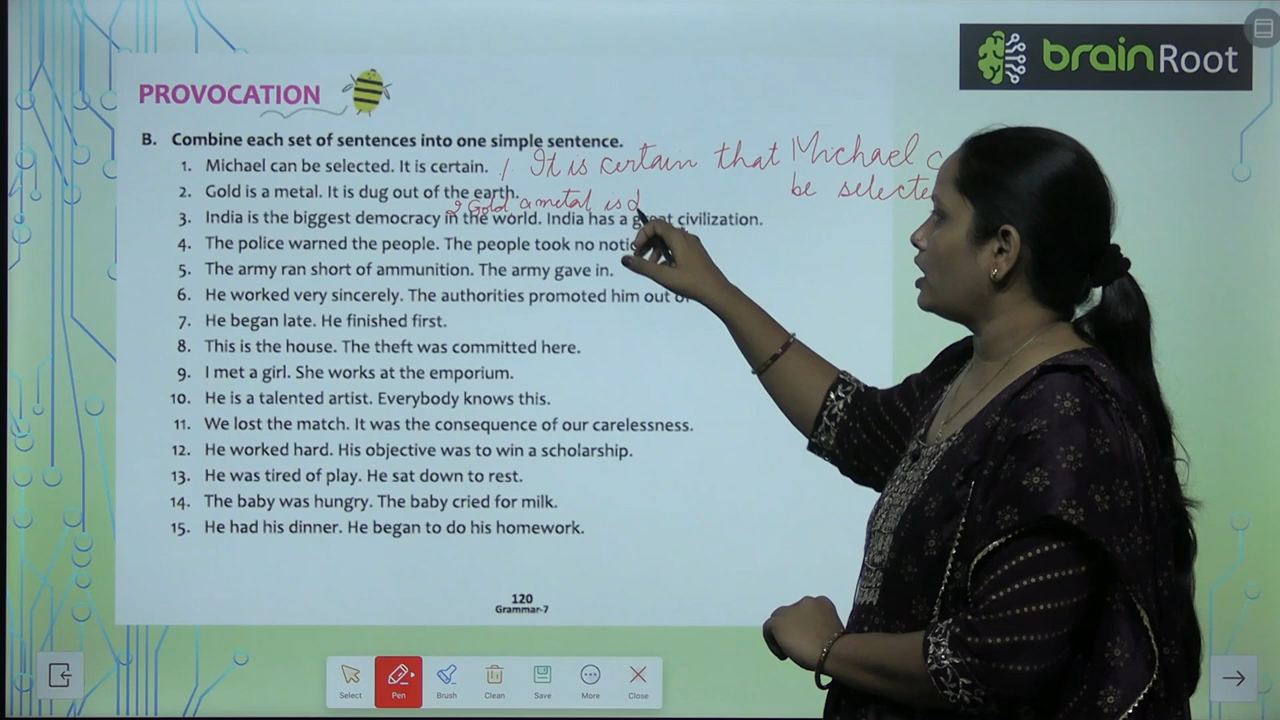 brainRoot
PROVOCATION
B. Combine each set of sentences into one simple sentence.
1. Michael can be selected. It is certain. 1. It is certain that Michael c
be selecte
2. Gold is a metal. It is dug out of the earth.
2 Gold a metal is d
3. India is the biggest democracy in the world. India has a great civilization.
4. The police warned the people. The people took no notic
5. The army ran short of ammunition. The army gave in.
6. He worked very sincerely. The authorities promoted him out
7. He began late. He finished first.
8. This is the house. The theft was committed here.
9. I met a girl. She works at the emporium.
10. He is a talented artist. Everybody knows this.
11. We lost the match. It was the consequence of our carelessness.
12. He worked hard. His objective was to win a scholarship.
13. He was tired of play. He sat down to rest.
14. The baby was hungry. The baby cried for milk.
15. He had his dinner. He began to do his homework.
120
Grammar-7
Select Pen Brush Clean Save More Close